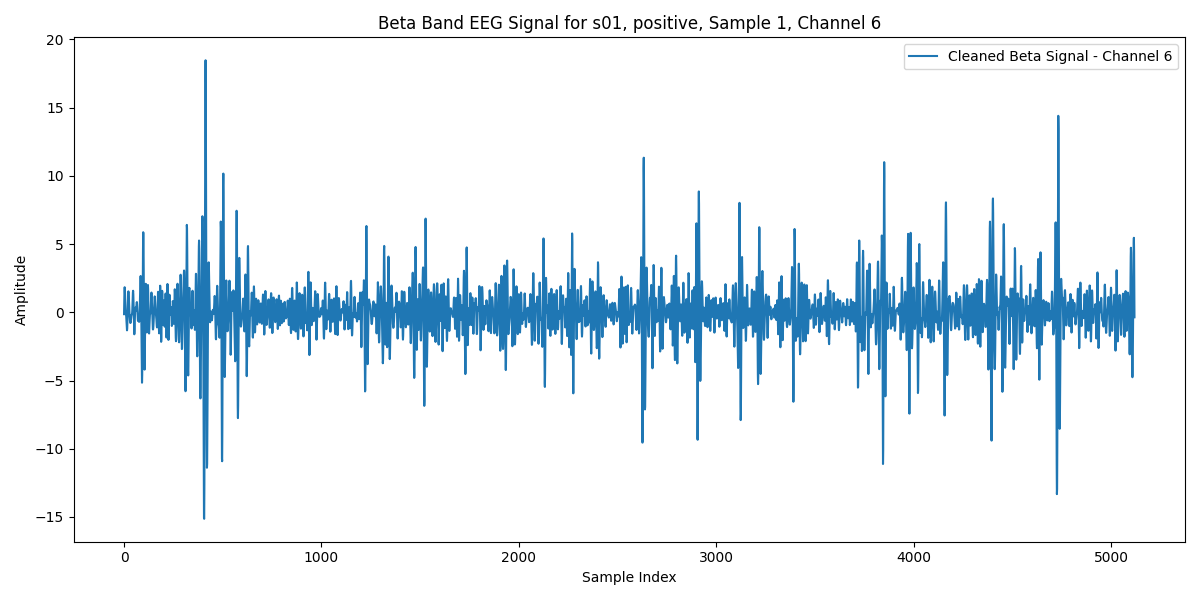 Beta Band EEG Signal for s01, positive, Sample 1, Channel 6
Cleaned Beta Signal - Channel 6
Amplitude
20
15
10
5
0
−5
−10
−15
0 1000 2000 3000 4000 5000
Sample Index